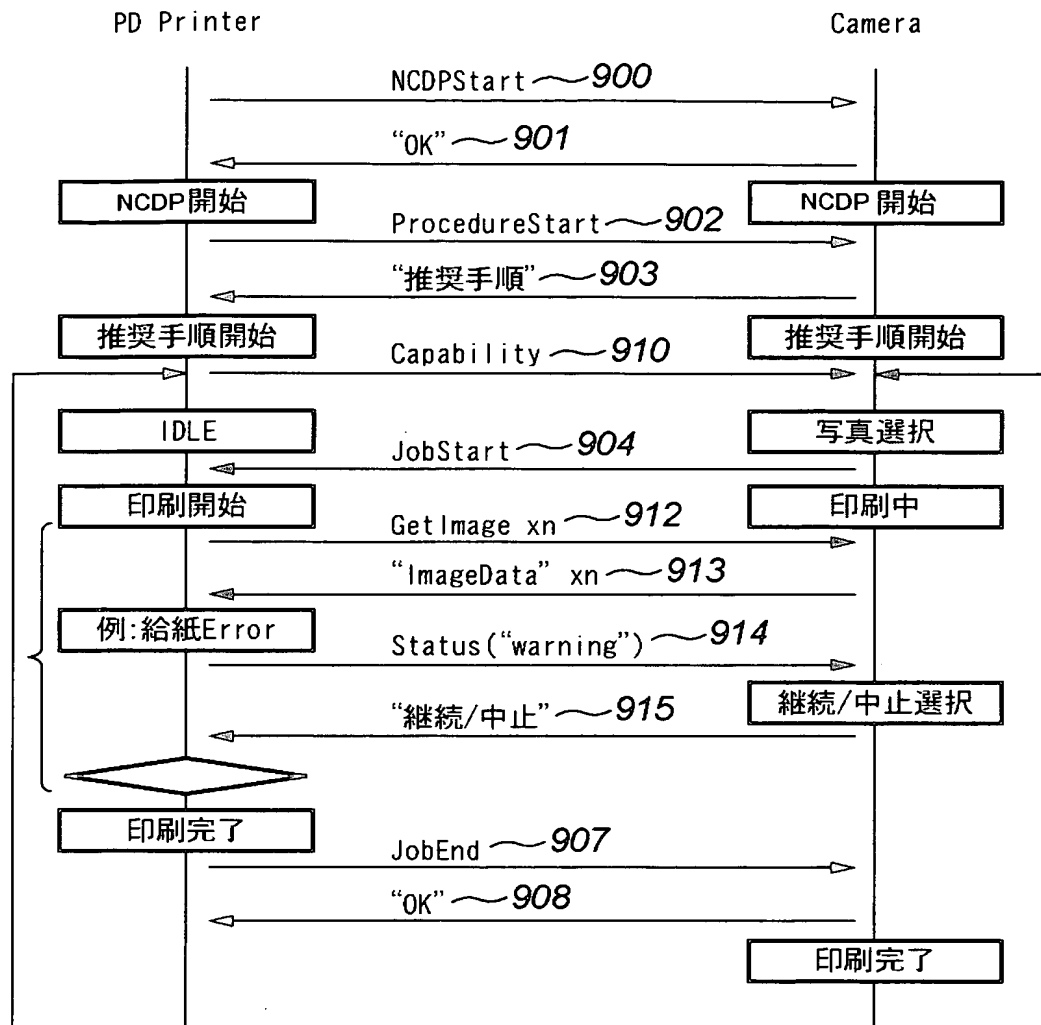 PD Printer Camera
NCDPStart 900
“OK” 901
NCDP開始 NCDP開始
ProcedureStart 902
“推奨手順” 903
推奨手順開始 推奨手順開始
Capability 910
IDLE 写真選択
JobStart 904
印刷開始 印刷中
GetImage xn 912
“ImageData” xn 913
例:給紙Error
Status(“warning”) 914
継続/中止選択
“継続/中止” 915
印刷完了
JobEnd 907
“OK” 908
印刷完了